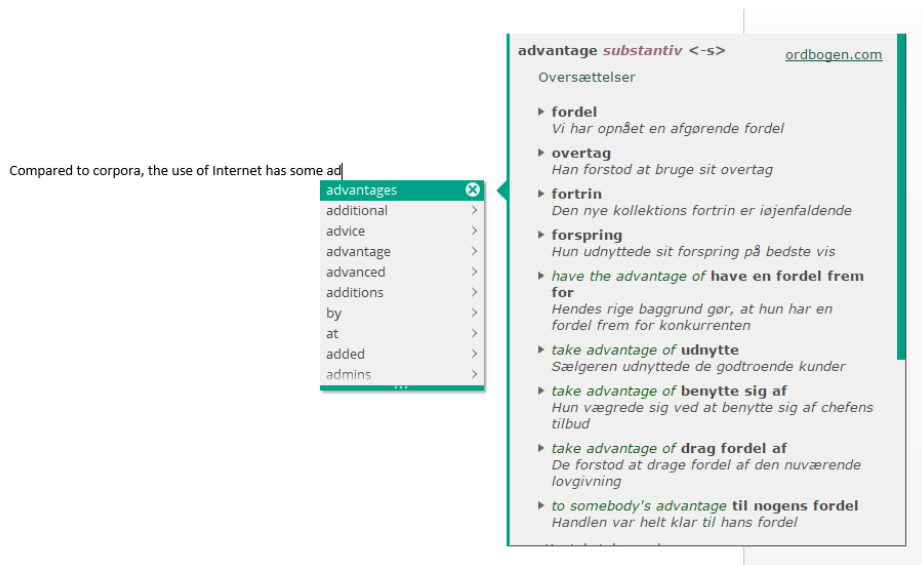 Compared to corpora, the use of Internet has some ad
advantages
additional
advice
advantage
advanced
additions
by
at
added
admins
advantage substantiv <-s>
ordbogen.com
Oversættelser
fordel
Vi har opnået en afgørende fordel
overtag
Han forstod at bruge sit overtag
fortrin
Den nye kollektions fortrin er iøjenfaldende
forspring
Hun udnyttede sit forspring på bedste vis
have the advantage of have en fordel frem
for
Hendes rige baggrund gør, at hun har en
fordel frem for konkurrenten
take advantage of udnytte
Sælgeren udnyttede de godtroende kunder
take advantage of benytte sig af
Hun vægrede sig ved at benytte sig af chefens
tilbud
take advantage of drag fordel af
De forstod at drage fordel af den nuværende
lovgivning
to somebody's advantage til nogens fordel
Handlen var helt klar til hans fordel